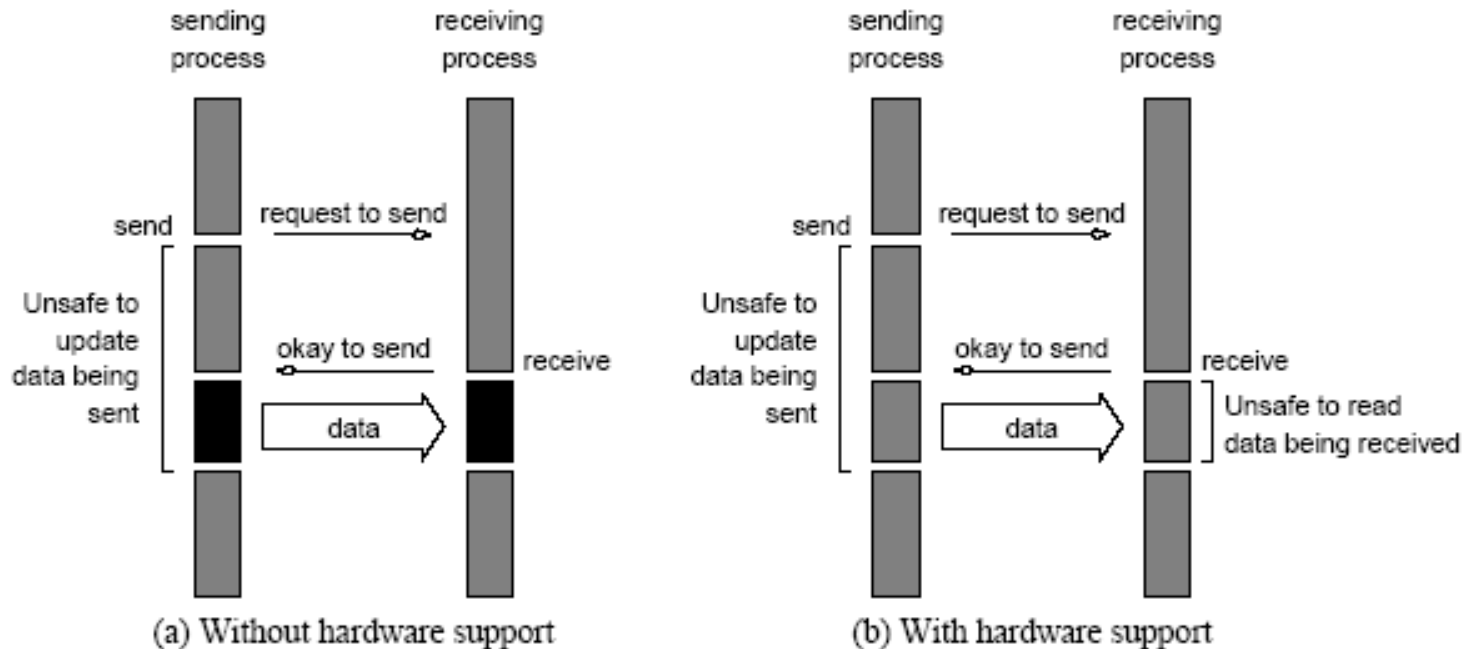 sending
process
receiving
process
send
request to send
Unsafe to
update
data being
sent
okay to send
receive
data
(a) Without hardware support
sending
process
receiving
process
send
request to send
Unsafe to
update
data being
sent
okay to send
receive
data
Unsafe to read
data being received
(b) With hardware support